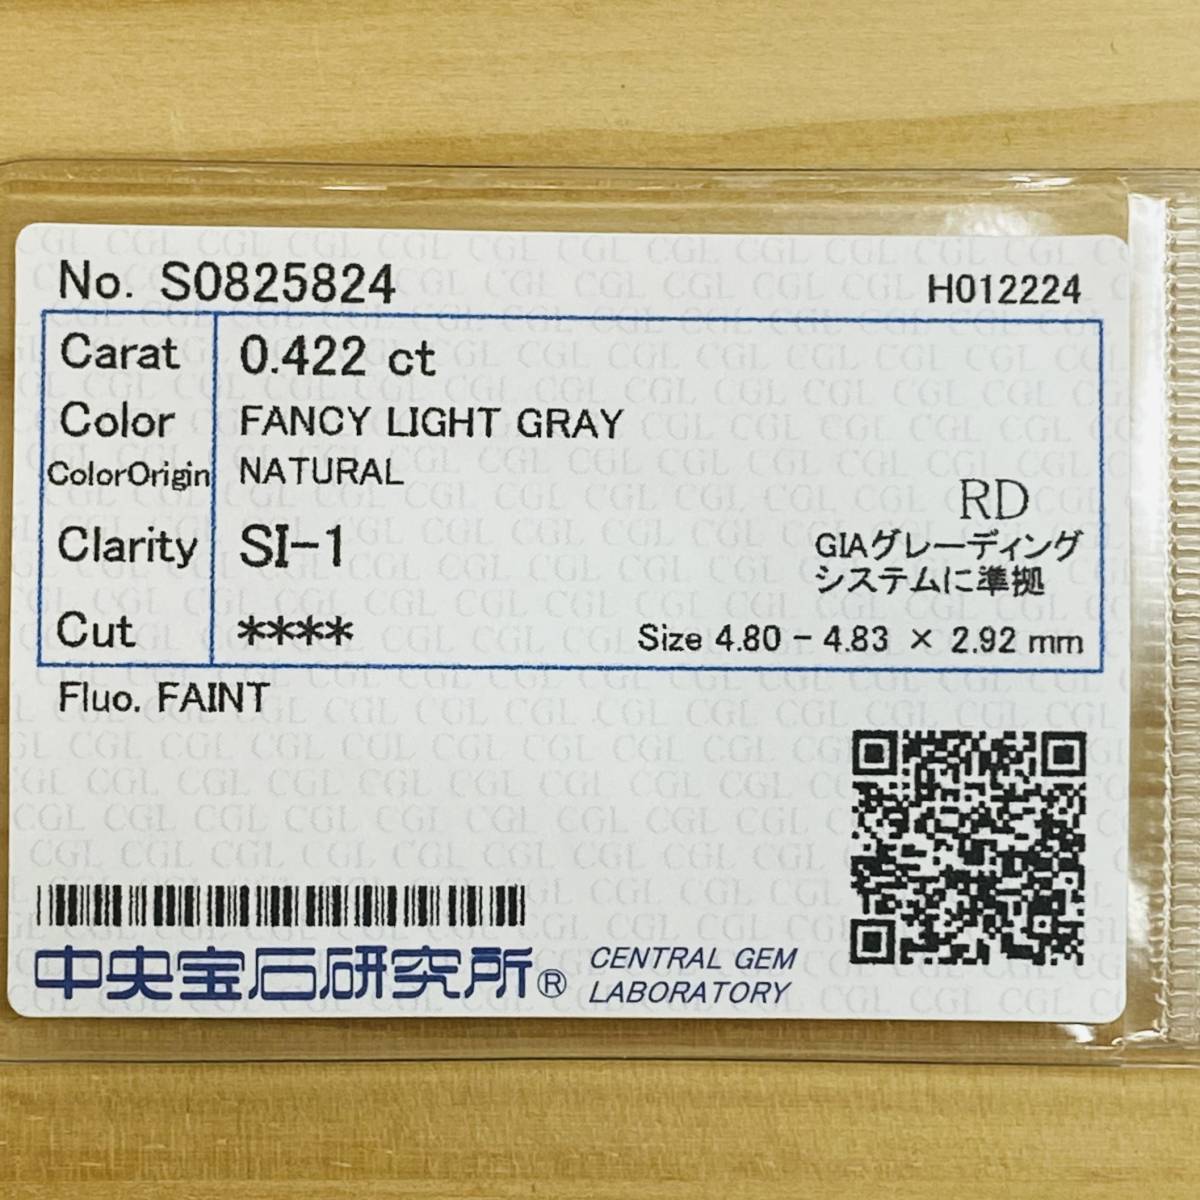 No. S0825824
H012224
Carat 0.422 ct
Color FANCY LIGHT GRAY
ColorOrigin NATURAL
RD
Clarity SI-1
GIAグレーディング
システムに準拠
Cut ****
Size 4.80 - 4.83 × 2.92 mm
Fluo. FAINT
中央宝石研究所®
CENTRAL GEM
LABORATORY